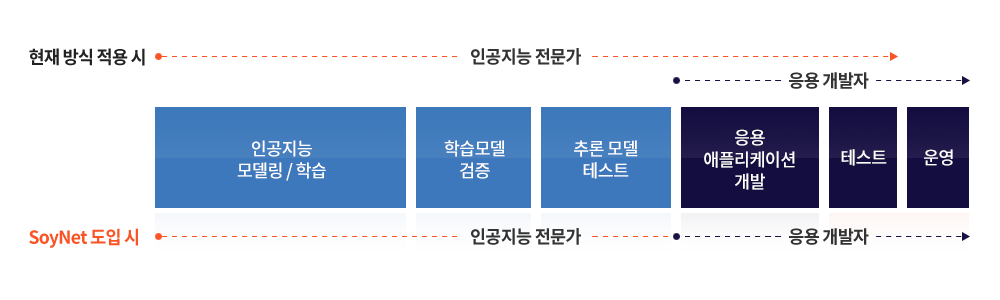 현재 방식 적용 시
인공지능 전문가
응용 개발자
인공지능
모델링 / 학습
학습모델
검증
추론 모델
테스트
응용
애플리케이션
개발
테스트
운영
SoyNet 도입 시
인공지능 전문가
응용 개발자